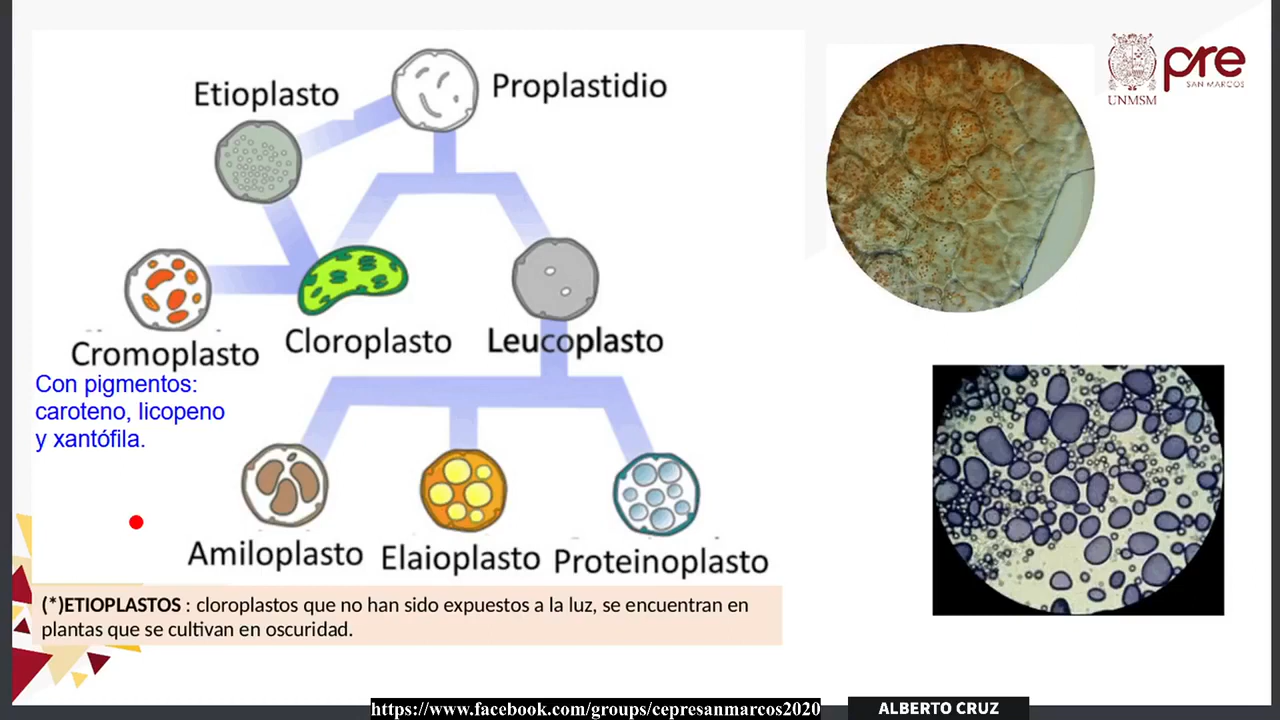 Etioplasto
Proplastidio
UNMSM
pre
SAN MARCOS
Cromoplasto
Cloroplasto
Leucoplasto
Con pigmentos:
caroteno, licopeno
y xantófila.
Amiloplasto
Elaioplasto
Proteinoplasto
(*)ETIOPLASTOS : cloroplastos que no han sido expuestos a la luz, se encuentran en
plantas que se cultivan en oscuridad.
https://www.facebook.com/groups/cepresanmarcos2020
ALBERTO CRUZ